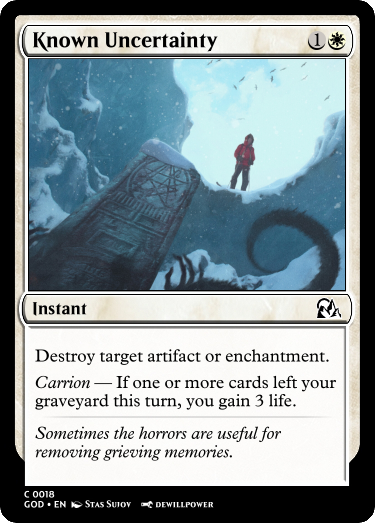 Known Uncertainty 1
Instant
Destroy target artifact or enchantment.
Carrion — If one or more cards left your
graveyard this turn, you gain 3 life.
Sometimes the horrors are useful for
removing grieving memories.
C 0018
GOD • EN Stas Sujov DEWILLPOWER